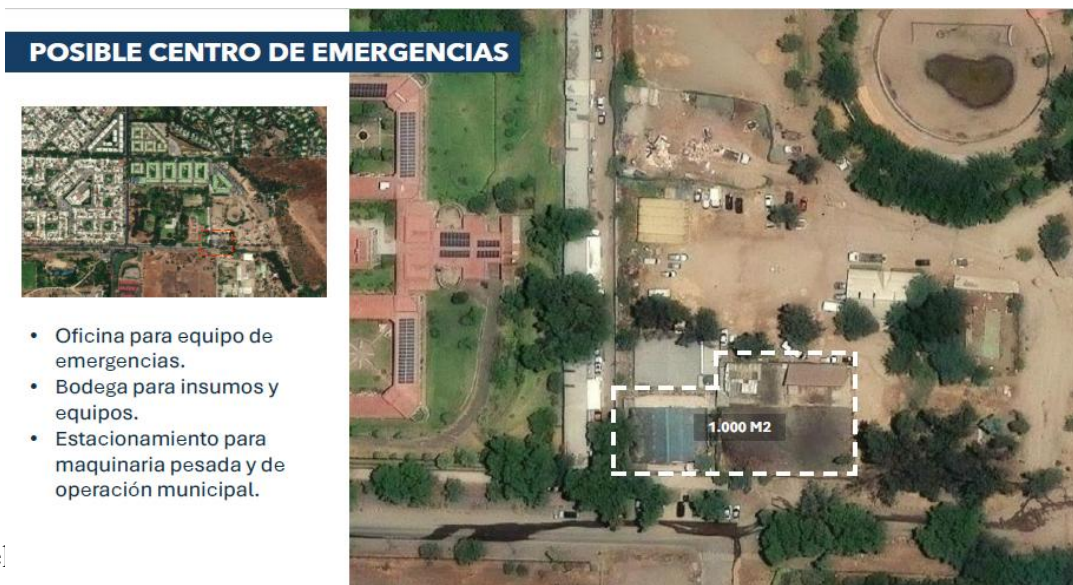 POSIBLE CENTRO DE EMERGENCIAS
• Oficina para equipo de
emergencias.
• Bodega para insumos y
equipos.
• Estacionamiento para
maquinaria pesada y de
operación municipal.
1.000 M2